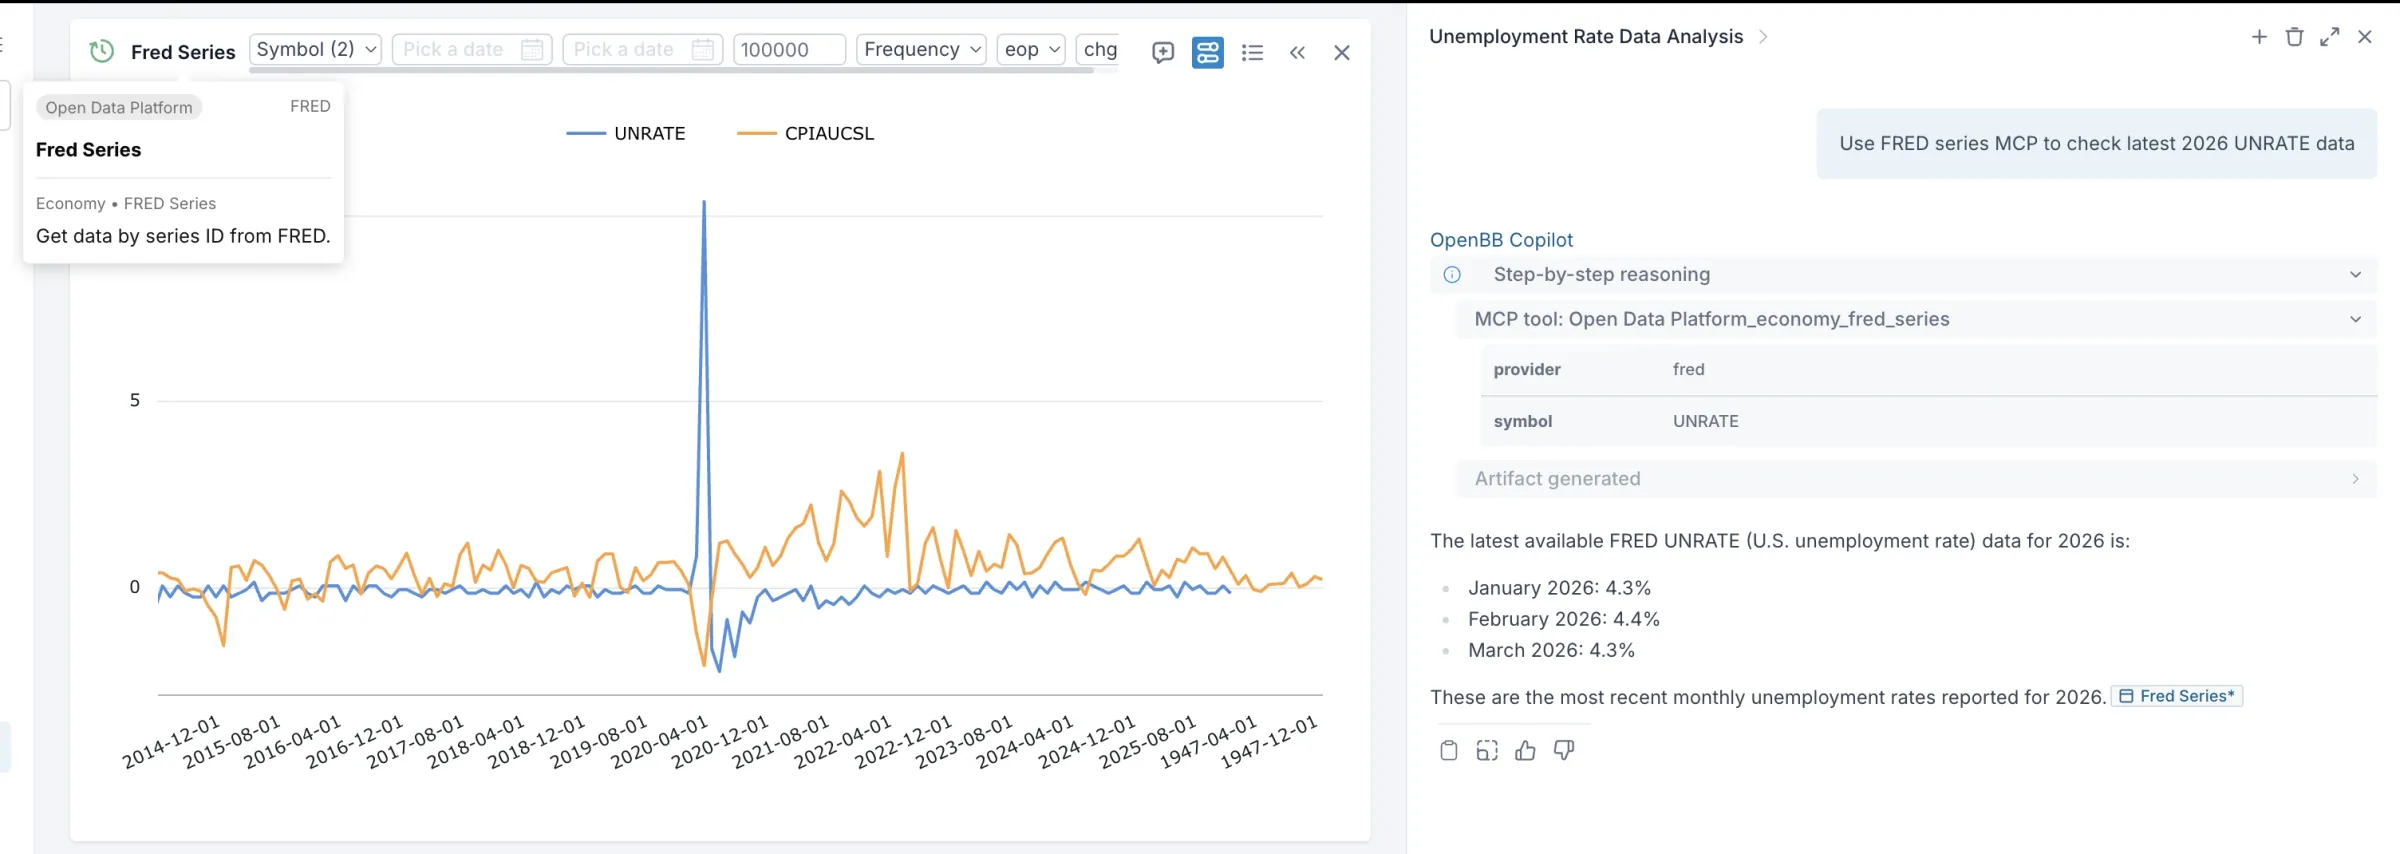 Fred Series
Symbol (2)
Pick a date
Pick a date
100000
Frequency
eop
chg
Open Data Platform
FRED
Fred Series
Economy • FRED Series
Get data by series ID from FRED.
UNRATE
CPIAUCSL
5
0
2014-12-01
2015-08-01
2016-04-01
2016-12-01
2017-08-01
2018-04-01
2018-12-01
2019-08-01
2020-04-01
2020-12-01
2021-08-01
2022-04-01
2022-12-01
2023-08-01
2024-04-01
2024-12-01
2025-08-01
1947-04-01
1947-12-01
Unemployment Rate Data Analysis
Use FRED series MCP to check latest 2026 UNRATE data
OpenBB Copilot
Step-by-step reasoning
MCP tool: Open Data Platform_economy_fred_series
provider fred
symbol UNRATE
Artifact generated
The latest available FRED UNRATE (U.S. unemployment rate) data for 2026 is:
January 2026: 4.3%
February 2026: 4.4%
March 2026: 4.3%
These are the most recent monthly unemployment rates reported for 2026. Fred Series*